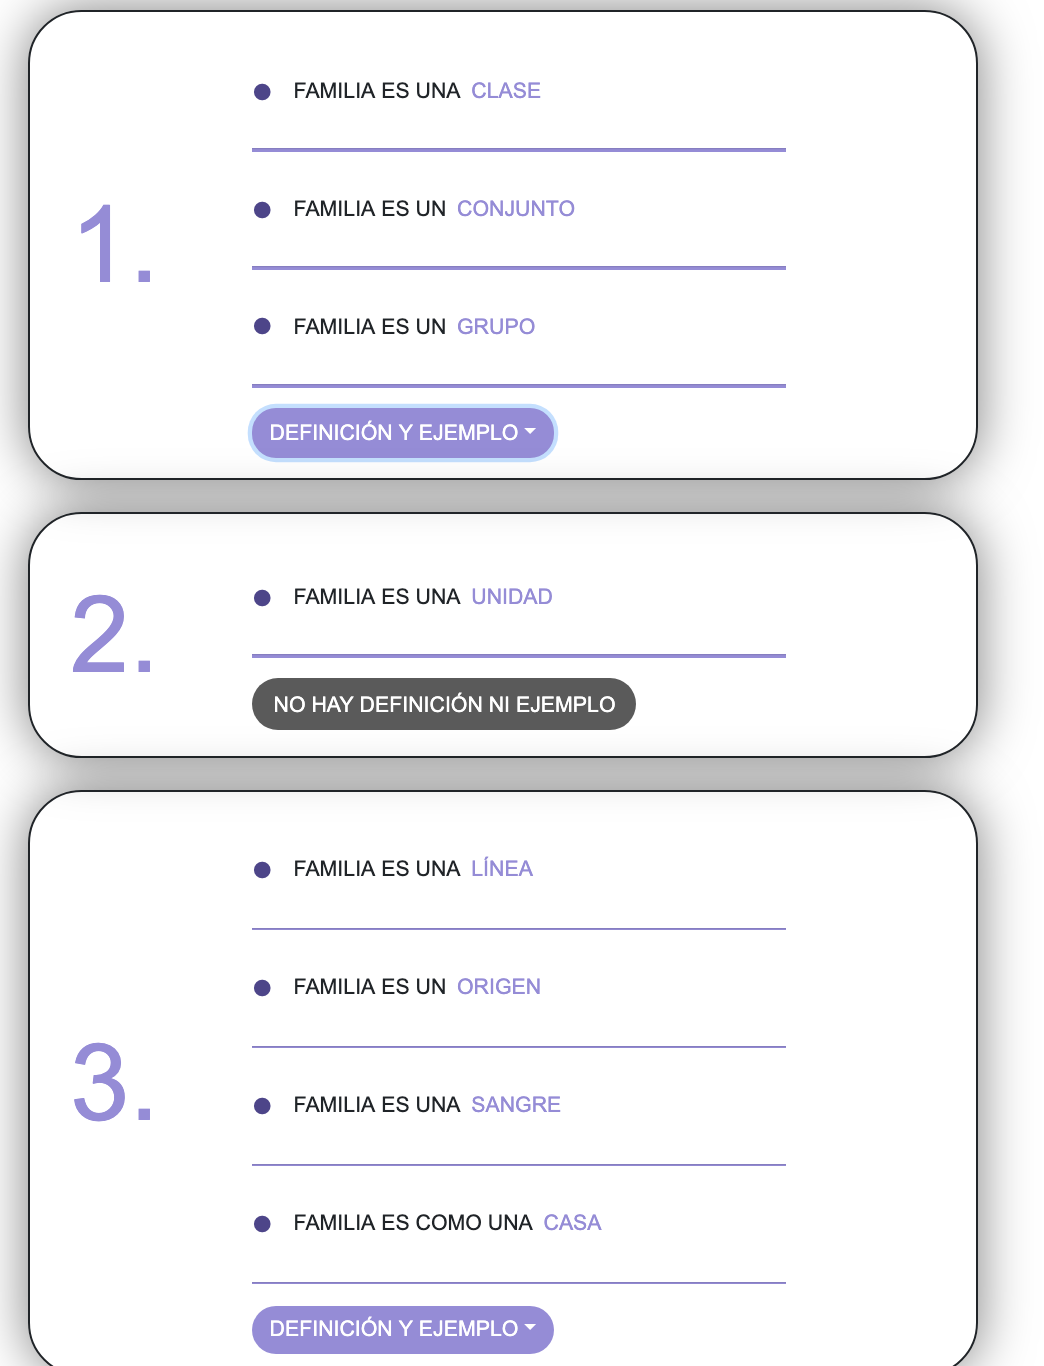 1.
FAMILIA ES UNA CLASE
FAMILIA ES UN CONJUNTO
FAMILIA ES UN GRUPO
DEFINICIÓN Y EJEMPLO
2.
FAMILIA ES UNA UNIDAD
NO HAY DEFINICIÓN NI EJEMPLO
3.
FAMILIA ES UNA LÍNEA
FAMILIA ES UN ORIGEN
FAMILIA ES UNA SANGRE
FAMILIA ES COMO UNA CASA
DEFINICIÓN Y EJEMPLO